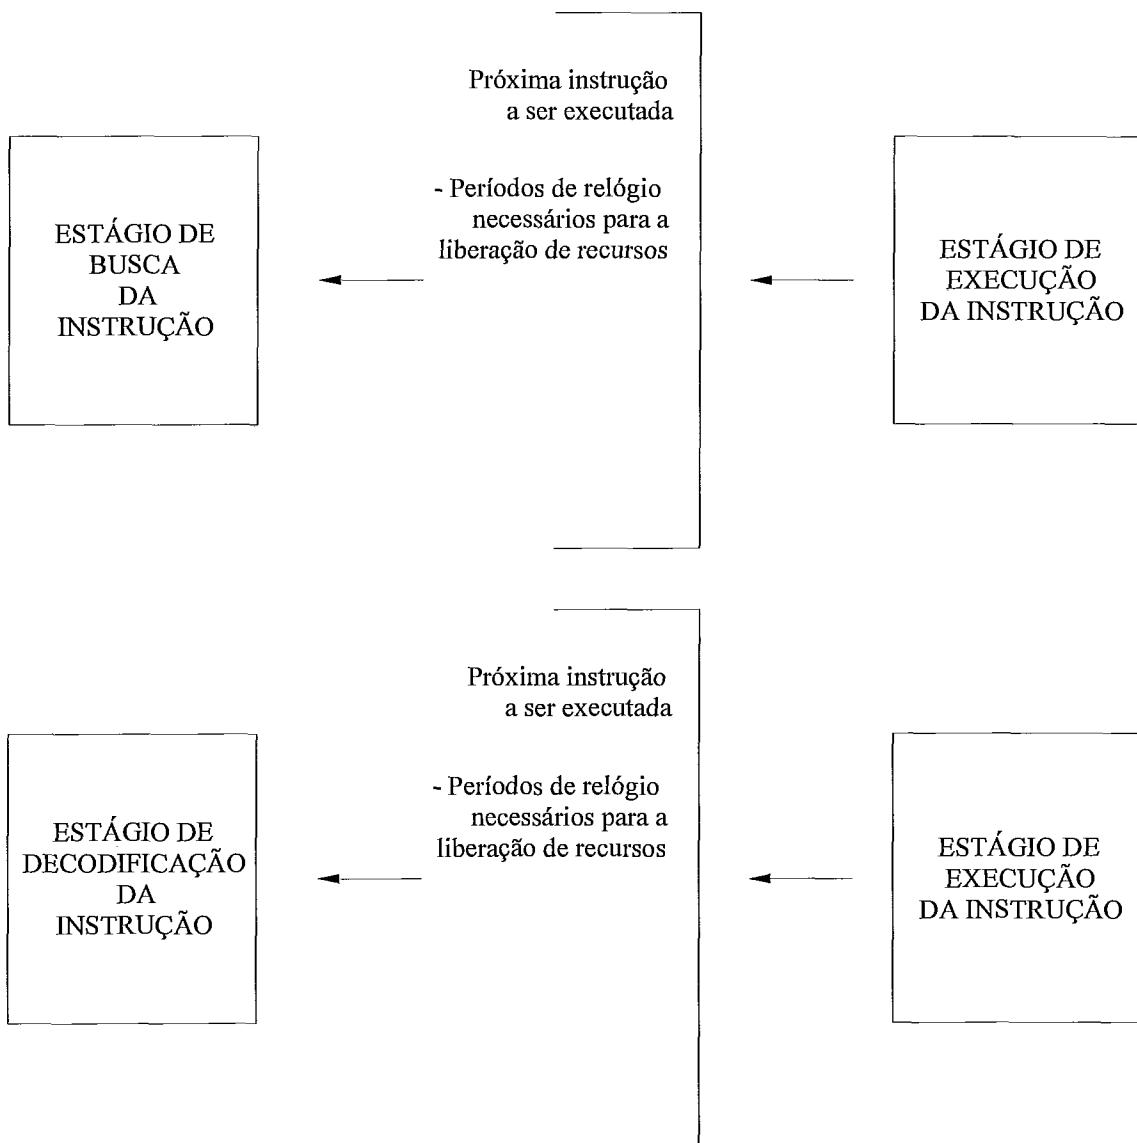 Próxima instrução
a ser executada
- Períodos de relógio
necessários para a
liberação de recursos
ESTÁGIO DE
BUSCA
DA
INSTRUÇÃO
ESTÁGIO DE
EXECUÇÃO
DA INSTRUÇÃO
Próxima instrução
a ser executada
- Períodos de relógio
necessários para a
liberação de recursos
ESTÁGIO DE
DECODIFICAÇÃO
DA
INSTRUÇÃO
ESTÁGIO DE
EXECUÇÃO
DA INSTRUÇÃO